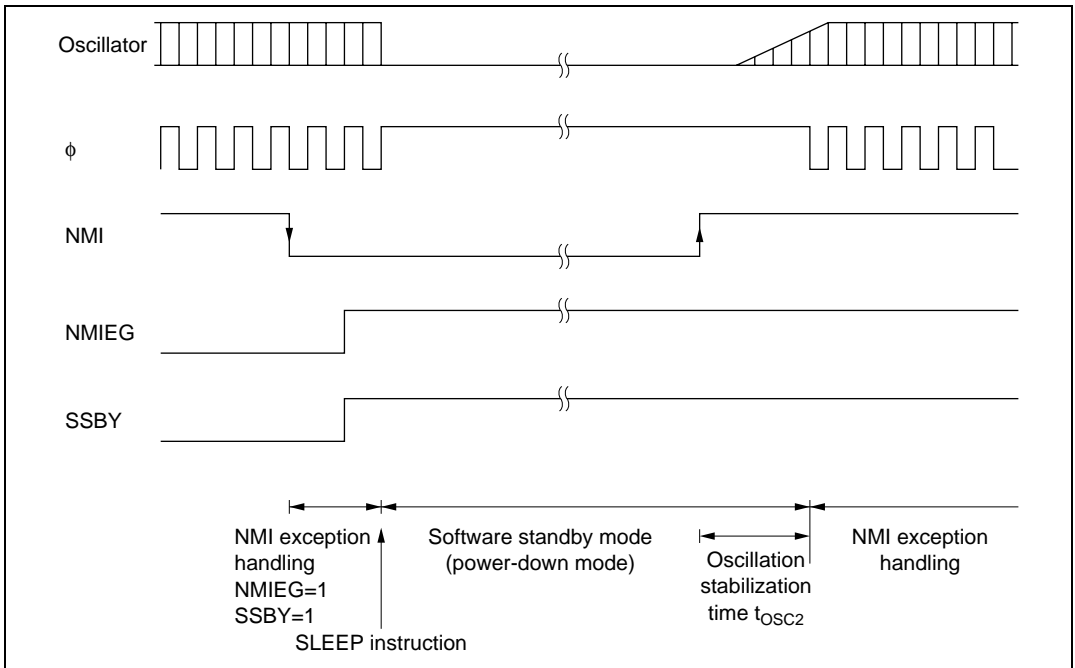 Oscillator
φ
NMI
NMIEG
SSBY
NMI exception
handling
NMIEG=1
SSBY=1
SLEEP instruction
Software standby mode
(power-down mode)
Oscillation
stabilization
time tOSC2
NMI exception
handling